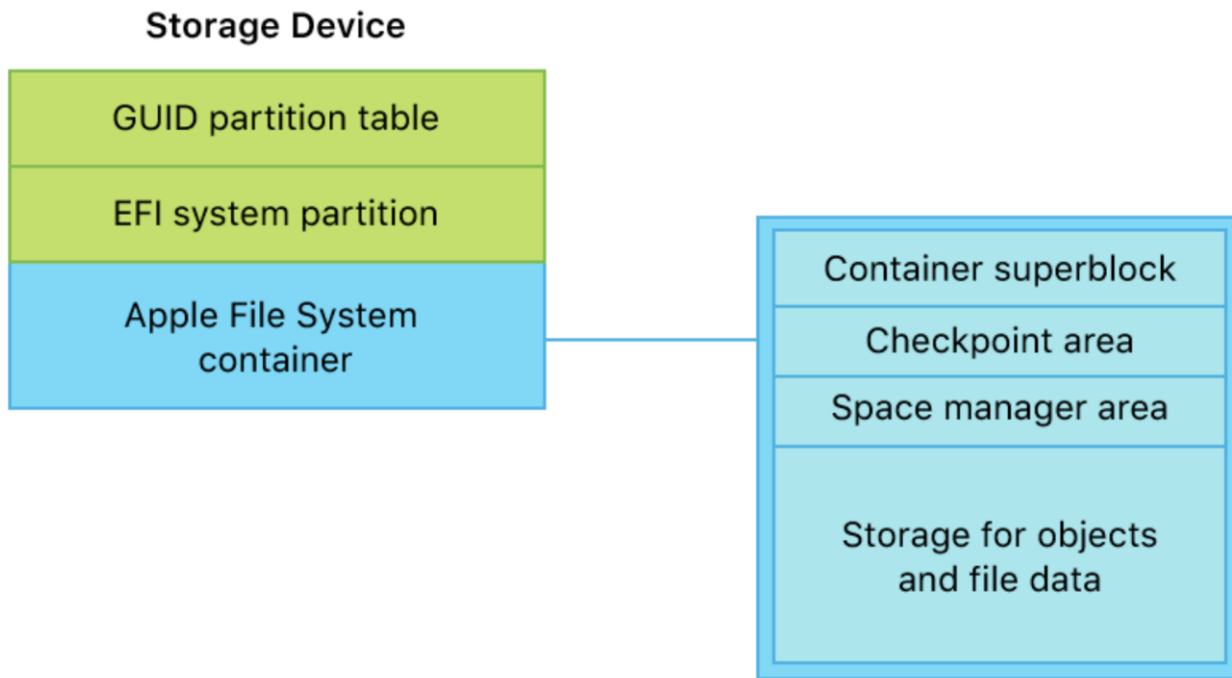 Storage Device
GUID partition table
EFI system partition
Apple File System
container
Container superblock
Checkpoint area
Space manager area
Storage for objects
and file data